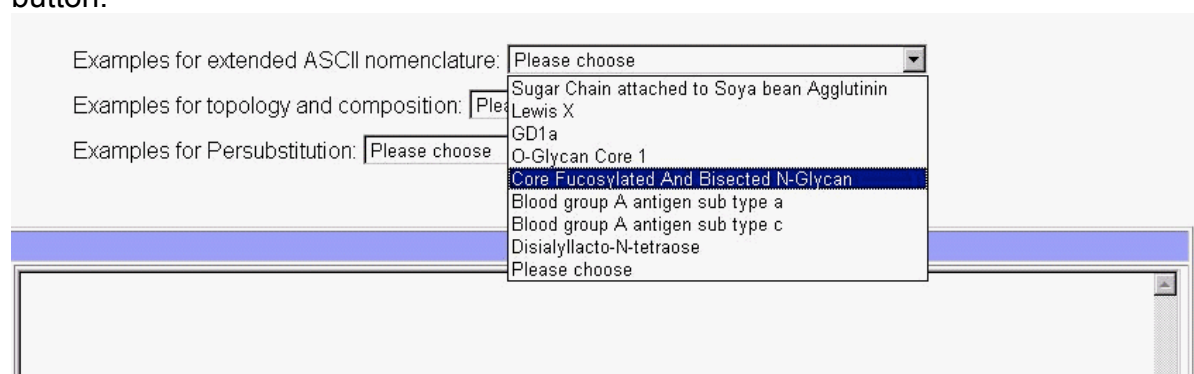 button.
Examples for extended ASCII nomenclature: Please choose
Sugar Chain attached to Soya bean Agglutinin
Examples for topology and composition: Plea
Lewis X
GD1a
Examples for Persubstitution: Please choose
O-Glycan Core 1
Core Fucosylated And Bisected N-Glycan
Blood group A antigen sub type a
Blood group A antigen sub type c
Disialyllacto-N-tetraose
Please choose